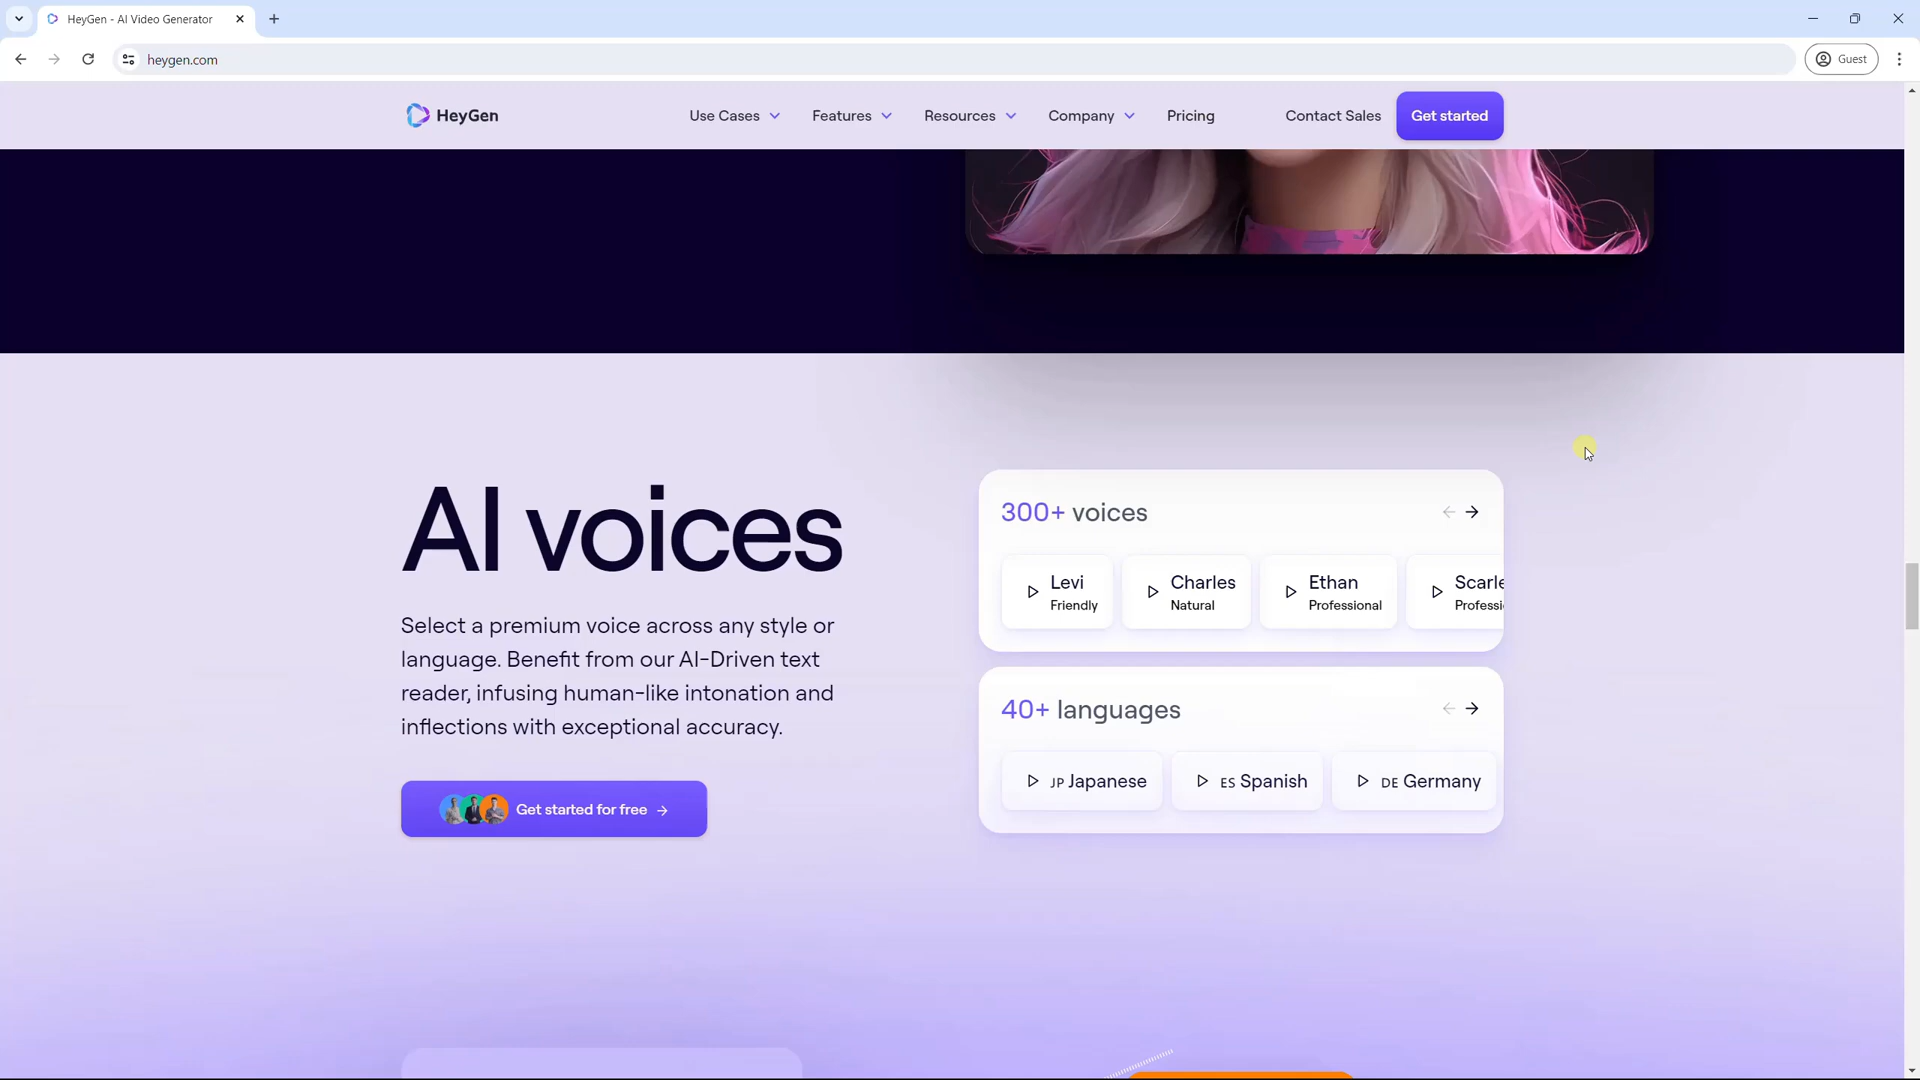 HeyGen - AI Video Generator
heygen.com
Guest
HeyGen
Use Cases
Features
Resources
Company
Pricing
Contact Sales
Get started
AI voices
Select a premium voice across any style or
language. Benefit from our AI-Driven text
reader, infusing human-like intonation and
inflections with exceptional accuracy.
Get started for free →
300+ voices
Levi
Friendly
Charles
Natural
Ethan
Professional
Scarle
Professi
40+ languages
JP Japanese
ES Spanish
DE Germany